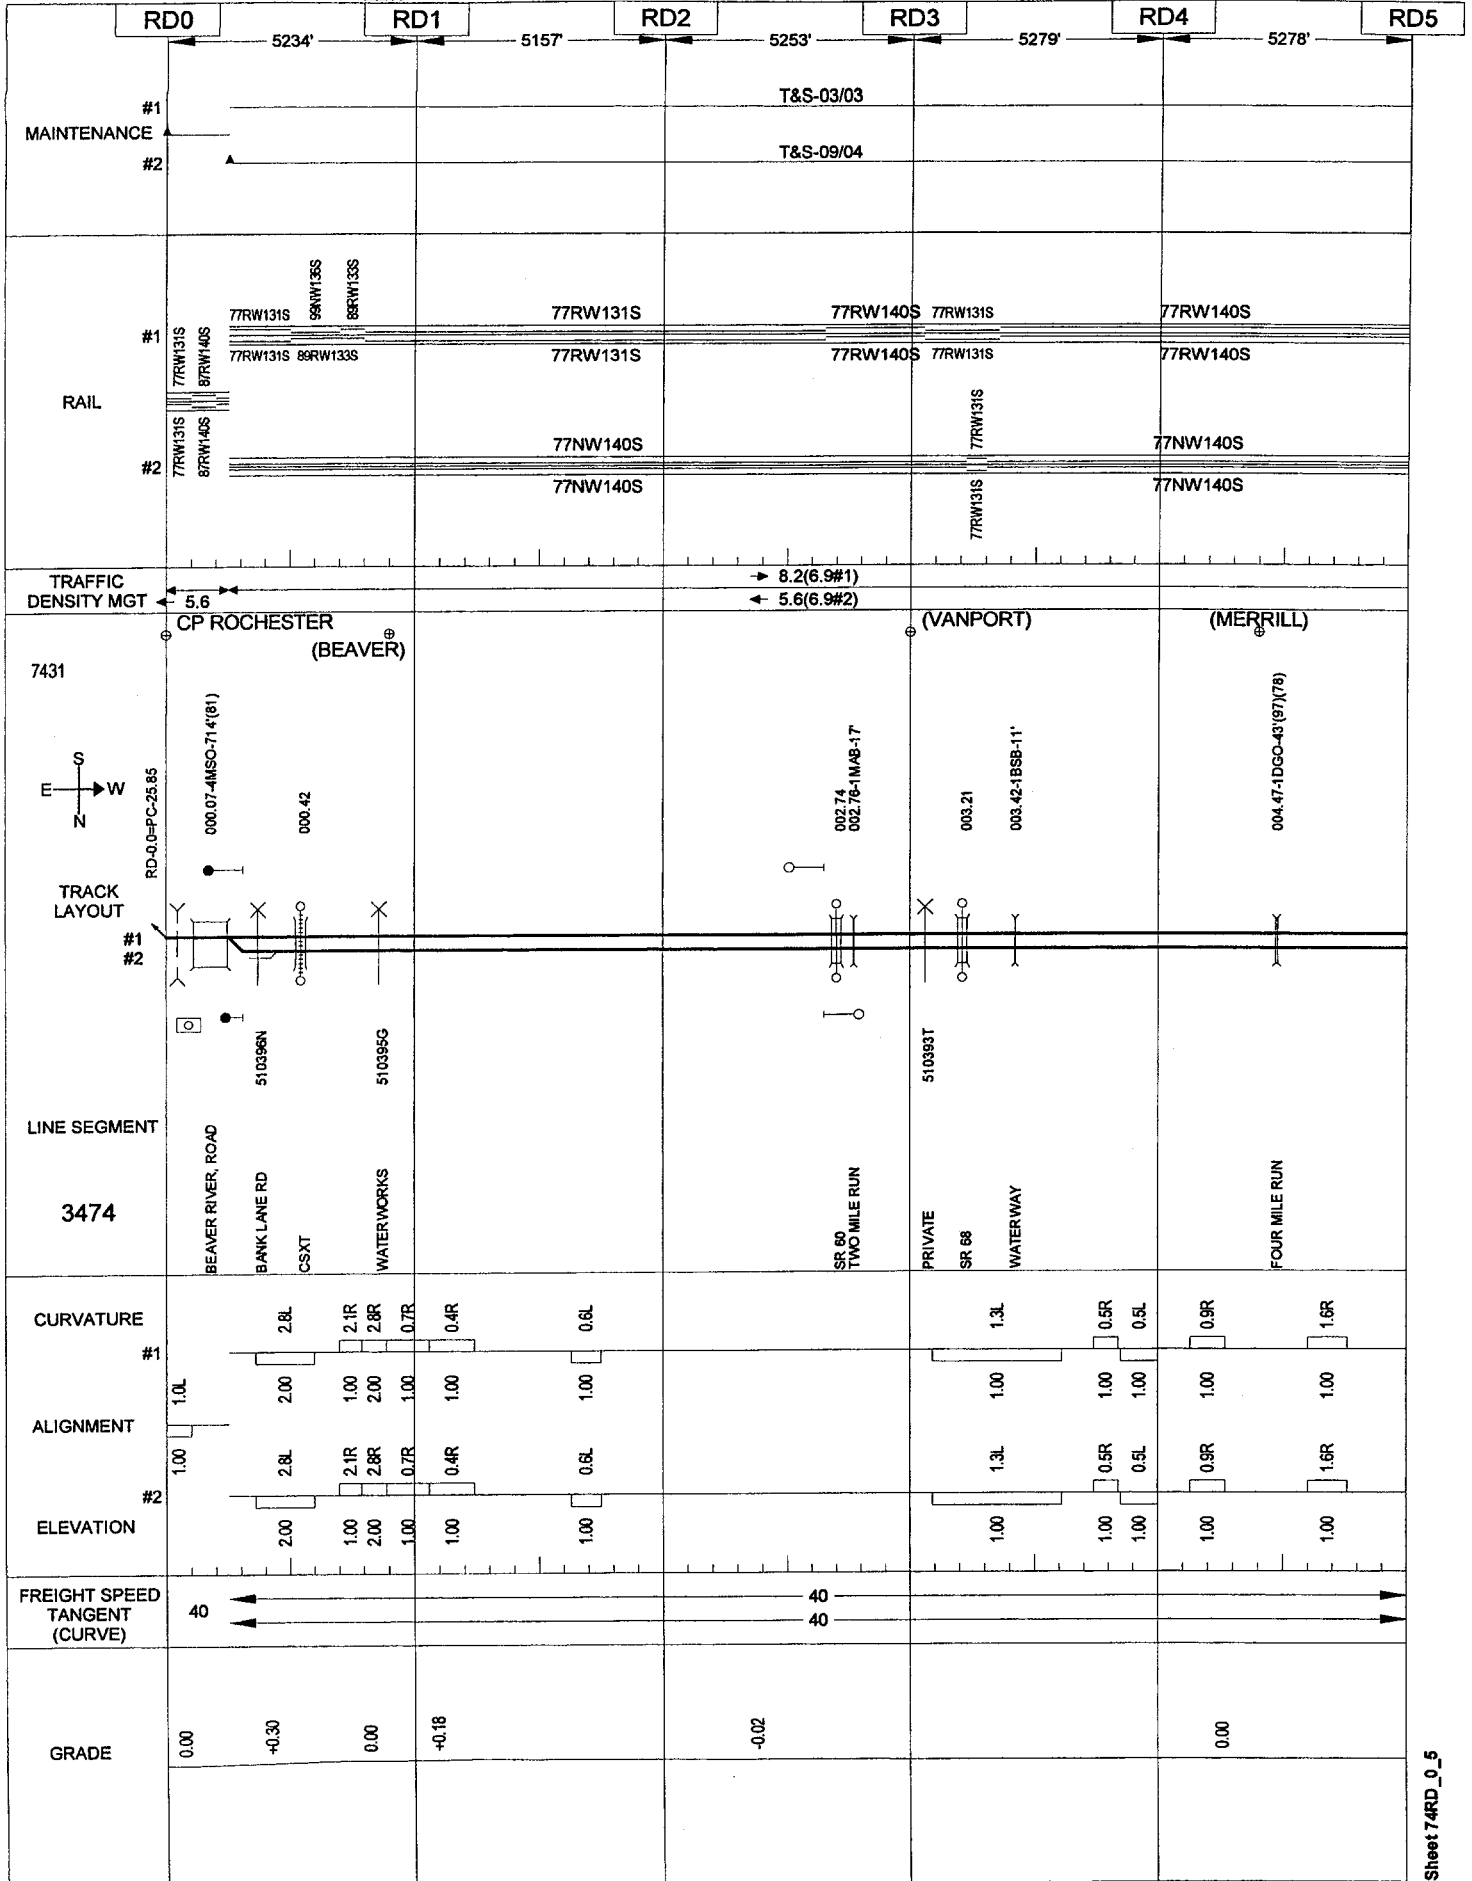 RD0 RD1 RD2 RD3 RD4 RD5
5234' 5157' 5253' 5279' 5278'
#1 T&S-03/03
MAINTENANCE
#2 T&S-09/04
77RW131S 99NW136S 89RW133S 77RW131S 77RW140S 77RW131S 77RW140S
#1
77RW131S 87RW140S
77RW131S 89RW133S 77RW131S 77RW140S 77RW131S 77RW140S
RAIL
77RW131S 87RW140S
77NW140S 77RW131S 77NW140S
#2
77NW140S 77RW131S 77NW140S
TRAFFIC
DENSITY MGT
5.6
8.2(6.9#1)
5.6(6.9#2)
CP ROCHESTER
(BEAVER)
(VANPORT)
(MERRILL)
7431
S
E W
N
RD-0.0=PC-25.85
000.07-4MSO-714'(81)
000.42
002.74
002.76-1MAB-17'
003.21
003.42-1BSB-11'
004.47-1DGO-43'(97)(78)
TRACK
LAYOUT
#1
#2
510396N
510395G
510393T
LINE SEGMENT
3474
BEAVER RIVER, ROAD
BANK LANE RD
CSXT
WATERWORKS
SR 60
TWO MILE RUN
PRIVATE
SR 68
WATERWAY
FOUR MILE RUN
CURVATURE
2.8L 2.1R 2.8R 0.7R 0.4R 0.6L 1.3L 0.5R 0.5L 0.9R 1.6R
#1
1.0L 2.00 1.00 2.00 1.00 1.00 1.00 1.00 1.00 1.00 1.00 1.00
ALIGNMENT
1.00 2.8L 2.1R 2.8R 0.7R 0.4R 0.6L 1.3L 0.5R 0.5L 0.9R 1.6R
#2
ELEVATION
2.00 1.00 2.00 1.00 1.00 1.00 1.00 1.00 1.00 1.00 1.00
FREIGHT SPEED
TANGENT
(CURVE)
40
40
40
GRADE
0.00 +0.30 0.00 +0.18 -0.02 0.00
Sheet 74RD_0_5